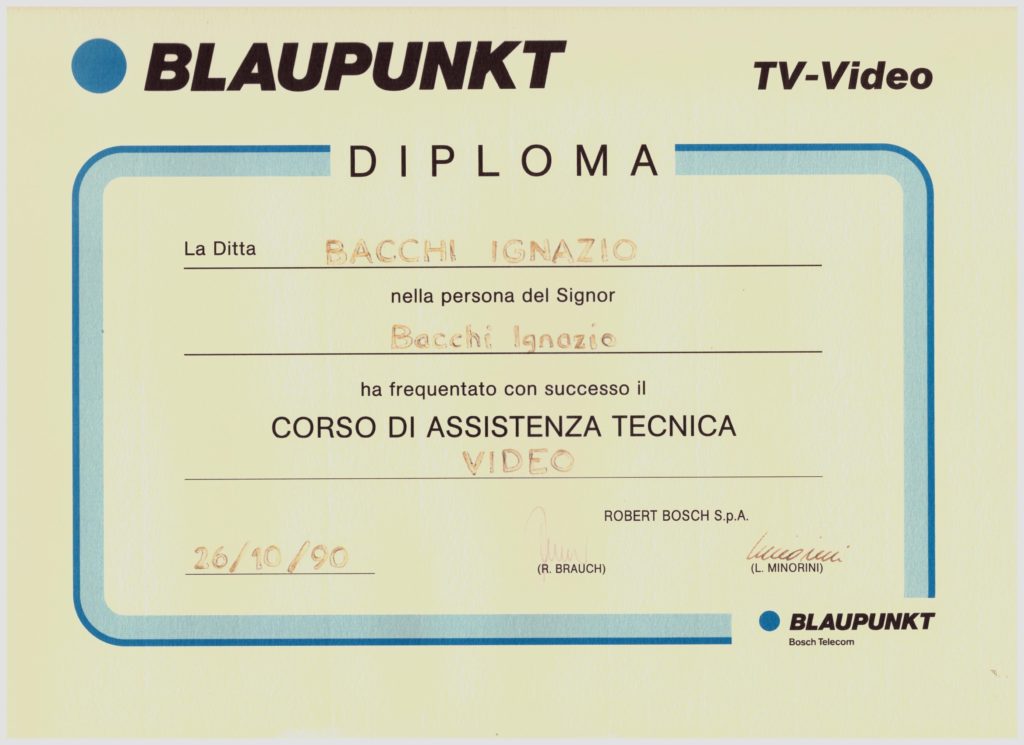 BLAUPUNKT
TV-Video
DIPLOMA
La Ditta BACCHI IGNAZIO
nella persona del Signor
Bacchi Ignazio
ha frequentato con successo il
CORSO DI ASSISTENZA TECNICA
VIDEO
ROBERT BOSCH S.p.A.
26/10/90
Minorini
(R. BRAUCH) (L. MINORINI)
BLAUPUNKT
Bosch Telecom